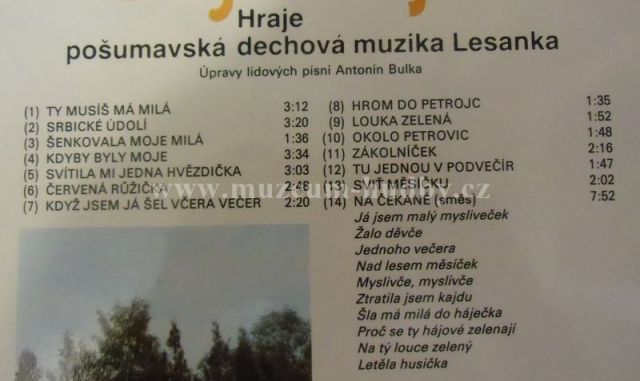 Hraje
pošumavská dechová muzika Lesanka
Úpravy lidových písní Antonín Bulka
(1) TY MUSÍŠ MÁ MILÁ 3:12
(2) SRBICKÉ ÚDOLÍ 3:20
(3) ŠENKOVALA MOJE MILÁ 1:36
(4) KDYBY BYLY MOJE 3:34
(5) SVÍTILA MI JEDNA HVĚZDIČKA 3:03
(6) ČERVENÁ RŮŽIČKO 2:48
(7) KDYŽ JSEM JÁ ŠEL VČERA VEČER 2:20
(8) HROM DO PETROJC 1:35
(9) LOUKA ZELENÁ 1:52
(10) OKOLO PETROVIC 1:48
(11) ZÁKOLNÍČEK 2:16
(12) TU JEDNOU V PODVEČÍR 1:47
(13) SVIŤ MĚSÍČKU 2:02
(14) NA ČEKANÉ (směs) 7:52
Já jsem malý mysliveček
Žalo děvče
Jednoho večera
Nad lesem měsíček
Myslivče, myslivče
Ztratila jsem kajdu
Šla má milá do háječka
Proč se ty hájové zelenají
Na tý louce zelený
Letěla husička